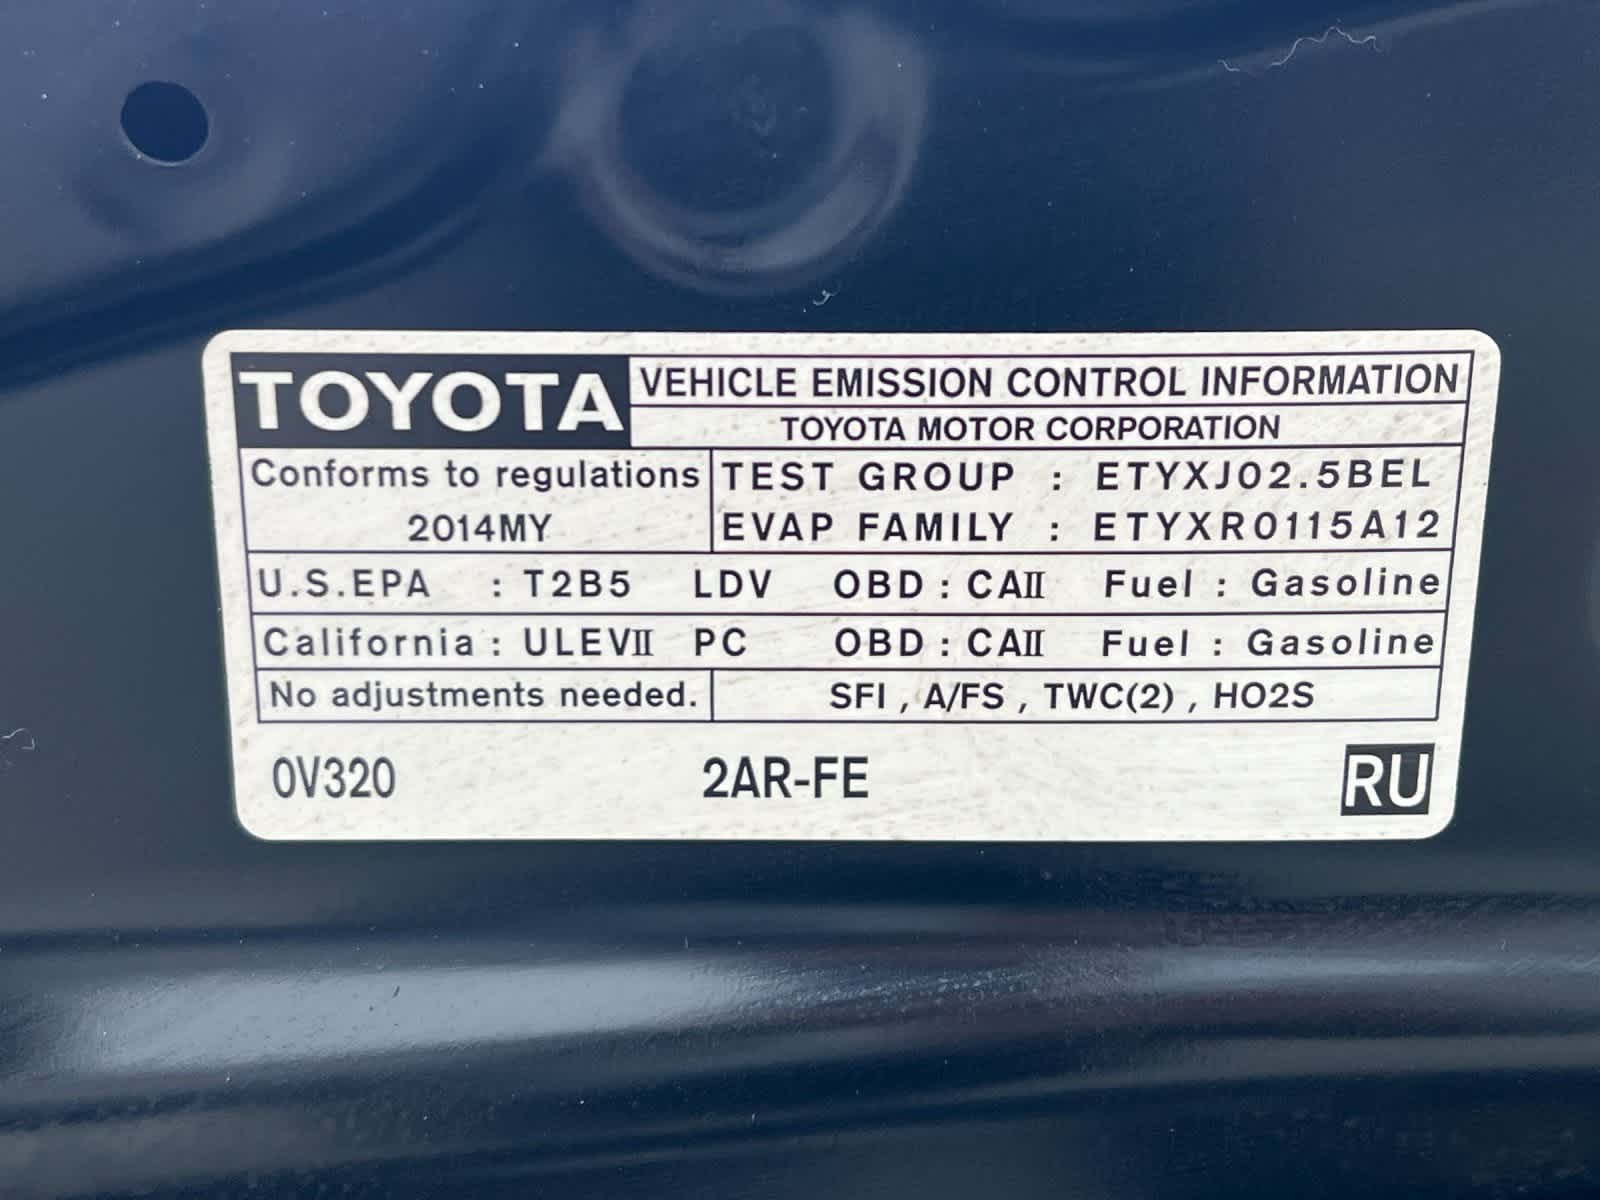 TOYOTA
VEHICLE EMISSION CONTROL INFORMATION
TOYOTA MOTOR CORPORATION
Conforms to regulations
2014MY
TEST GROUP : ETYXJ02.5BEL
EVAP FAMILY : ETYXR0115A12
U.S.EPA : T2B5 LDV OBD : CAII Fuel : Gasoline
California : ULEVII PC OBD : CAII Fuel : Gasoline
No adjustments needed. SFI , A/FS , TWC(2) , HO2S
0V320 2AR-FE RU